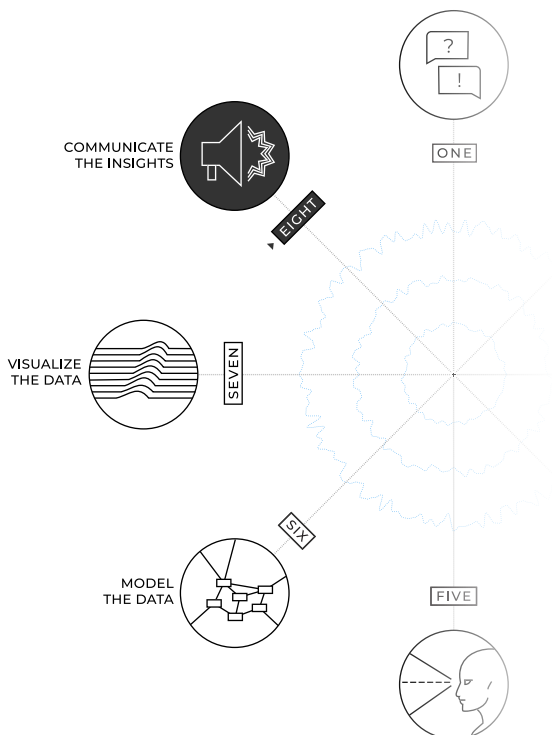 ?
!
ONE
COMMUNICATE
THE INSIGHTS
EIGHT
VISUALIZE
THE DATA
SEVEN
SIX
MODEL
THE DATA
FIVE